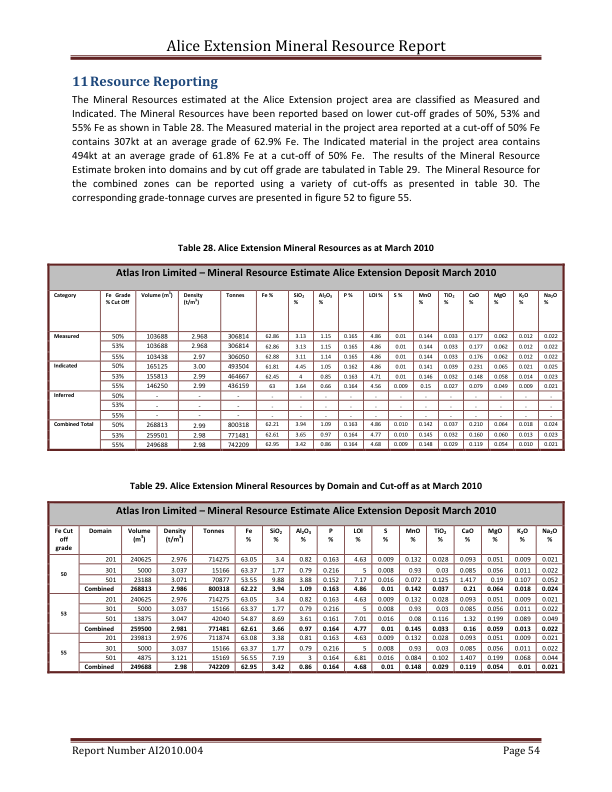 Alice Extension Mineral Resource Report
11 Resource Reporting
The Mineral Resources estimated at the Alice Extension project area are classified as Measured and
Indicated. The Mineral Resources have been reported based on lower cut-off grades of 50%, 53% and
55% Fe as shown in Table 28. The Measured material in the project area reported at a cut-off of 50% Fe
contains 307kt at an average grade of 62.9% Fe. The Indicated material in the project area contains
494kt at an average grade of 61.8% Fe at a cut-off of 50% Fe. The results of the Mineral Resource
Estimate broken into domains and by cut off grade are tabulated in Table 29. The Mineral Resource for
the combined zones can be reported using a variety of cut-offs as presented in table 30. The
corresponding grade-tonnage curves are presented in figure 52 to figure 55.
Table 28. Alice Extension Mineral Resources as at March 2010
Atlas Iron Limited – Mineral Resource Estimate Alice Extension Deposit March 2010
Category Fe Grade % Cut Off Volume (m³) Density (t/m³) Tonnes Fe % SiO₂ % Al₂O₃ % P % LOI % S % MnO % TiO₂ % CaO % MgO % K₂O % Na₂O %
Measured 50% 103688 2.968 306814 62.86 3.13 1.15 0.165 4.86 0.01 0.144 0.033 0.177 0.062 0.012 0.022
53% 103688 2.968 306814 62.86 3.13 1.15 0.165 4.86 0.01 0.144 0.033 0.177 0.062 0.012 0.022
55% 103438 2.97 306050 62.88 3.11 1.14 0.165 4.86 0.01 0.144 0.033 0.176 0.062 0.012 0.022
Indicated 50% 165125 3.00 493504 61.81 4.45 1.05 0.162 4.86 0.01 0.141 0.039 0.231 0.065 0.021 0.025
53% 155813 2.99 464667 62.45 4 0.85 0.163 4.71 0.01 0.146 0.032 0.148 0.058 0.014 0.023
55% 146250 2.99 436159 63 3.64 0.66 0.164 4.56 0.009 0.15 0.027 0.079 0.049 0.009 0.021
Inferred 50% - - - - - - - - - - - - - - -
53% - - - - - - - - - - - - - - -
55% - - - - - - - - - - - - - - -
Combined Total 50% 268813 2.99 800318 62.21 3.94 1.09 0.163 4.86 0.010 0.142 0.037 0.210 0.064 0.018 0.024
53% 259501 2.98 771481 62.61 3.65 0.97 0.164 4.77 0.010 0.145 0.032 0.160 0.060 0.013 0.023
55% 249688 2.98 742209 62.95 3.42 0.86 0.164 4.68 0.009 0.148 0.029 0.119 0.054 0.010 0.021
Table 29. Alice Extension Mineral Resources by Domain and Cut-off as at March 2010
Atlas Iron Limited – Mineral Resource Estimate Alice Extension Deposit March 2010
Fe Cut off grade Domain Volume (m³) Density (t/m³) Tonnes Fe % SiO₂ % Al₂O₃ % P % LOI % S % MnO % TiO₂ % CaO % MgO % K₂O % Na₂O %
50 201 240625 2.976 714275 63.05 3.4 0.82 0.163 4.63 0.009 0.132 0.028 0.093 0.051 0.009 0.021
301 5000 3.037 15166 63.37 1.77 0.79 0.216 5 0.008 0.93 0.03 0.085 0.056 0.011 0.022
501 23188 3.071 70877 53.55 9.88 3.88 0.152 7.17 0.016 0.072 0.125 1.417 0.19 0.107 0.052
Combined 268813 2.986 800318 62.22 3.94 1.09 0.163 4.86 0.01 0.142 0.037 0.21 0.064 0.018 0.024
53 201 240625 2.976 714275 63.05 3.4 0.82 0.163 4.63 0.009 0.132 0.028 0.093 0.051 0.009 0.021
301 5000 3.037 15166 63.37 1.77 0.79 0.216 5 0.008 0.93 0.03 0.085 0.056 0.011 0.022
501 13875 3.047 42040 54.87 8.69 3.61 0.161 7.01 0.016 0.08 0.116 1.32 0.199 0.089 0.049
Combined 259500 2.981 771481 62.61 3.66 0.97 0.164 4.77 0.01 0.145 0.033 0.16 0.059 0.013 0.022
55 201 239813 2.976 711874 63.08 3.38 0.81 0.163 4.63 0.009 0.132 0.028 0.093 0.051 0.009 0.021
301 5000 3.037 15166 63.37 1.77 0.79 0.216 5 0.008 0.93 0.03 0.085 0.056 0.011 0.022
501 4875 3.121 15169 56.55 7.19 3 0.164 6.81 0.016 0.084 0.102 1.407 0.199 0.068 0.044
Combined 249688 2.98 742209 62.95 3.42 0.86 0.164 4.68 0.01 0.148 0.029 0.119 0.054 0.01 0.021
Report Number AI2010.004 Page 54